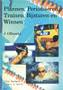 Plannen Periodiseren
Trainen Bijsturen en
Winnen
J. Olbrecht